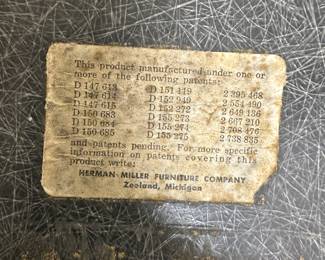 This product manufactured under one or
more of the following patents:
D 147 613 D 151 419 2 395 468
D 147 614 D 152 949 2 554 490
D 147 615 D 155 272 2 649 136
D 150 683 D 155 273 2 667 210
D 150 684 D 155 274 2 708 476
D 150 685 D 155 275 2 738 835
and patents pending. For more specific
information on patents covering this
product write:
HERMAN MILLER FURNITURE COMPANY
Zeeland, Michigan